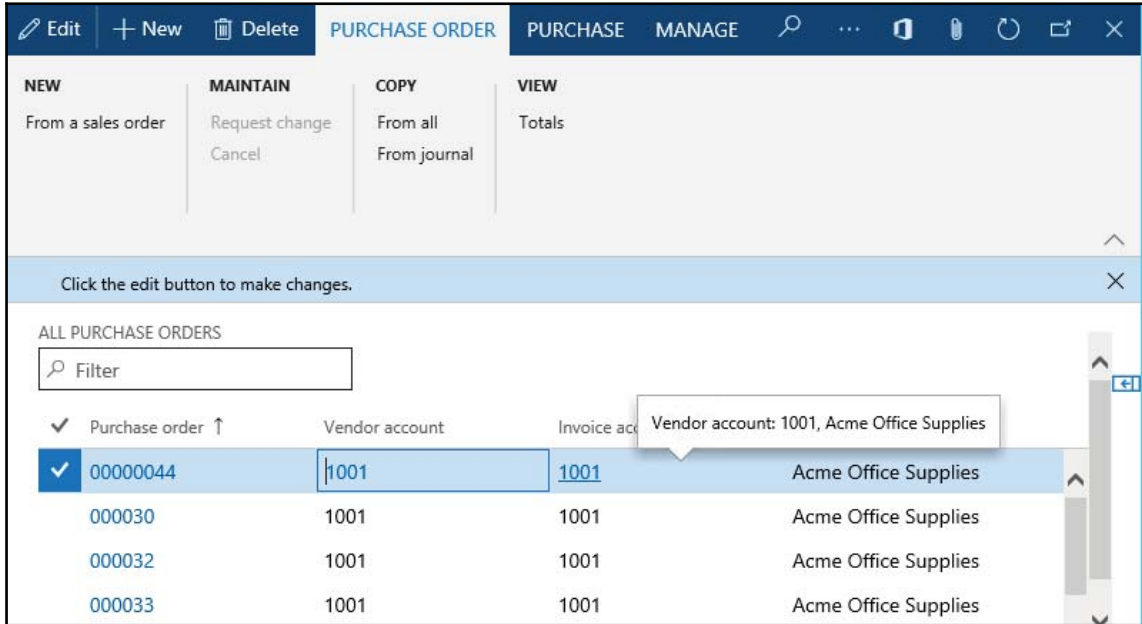 Edit New Delete PURCHASE ORDER PURCHASE MANAGE ...
NEW MAINTAIN COPY VIEW
From a sales order Request change From all Totals
Cancel From journal
Click the edit button to make changes.
ALL PURCHASE ORDERS
Filter
Vendor account: 1001, Acme Office Supplies
Purchase order ↑ Vendor account Invoice acc
00000044 1001 1001 Acme Office Supplies
000030 1001 1001 Acme Office Supplies
000032 1001 1001 Acme Office Supplies
000033 1001 1001 Acme Office Supplies